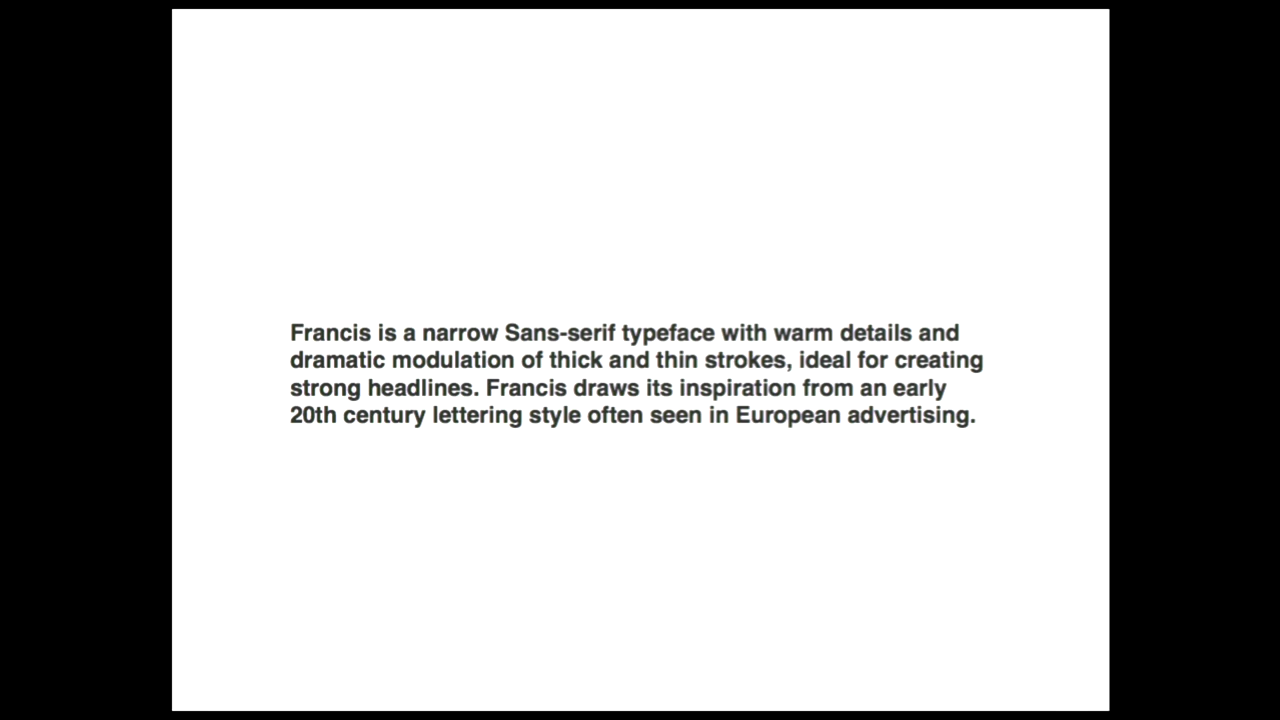 Francis is a narrow Sans-serif typeface with warm details and
dramatic modulation of thick and thin strokes, ideal for creating
strong headlines. Francis draws its inspiration from an early
20th century lettering style often seen in European advertising.